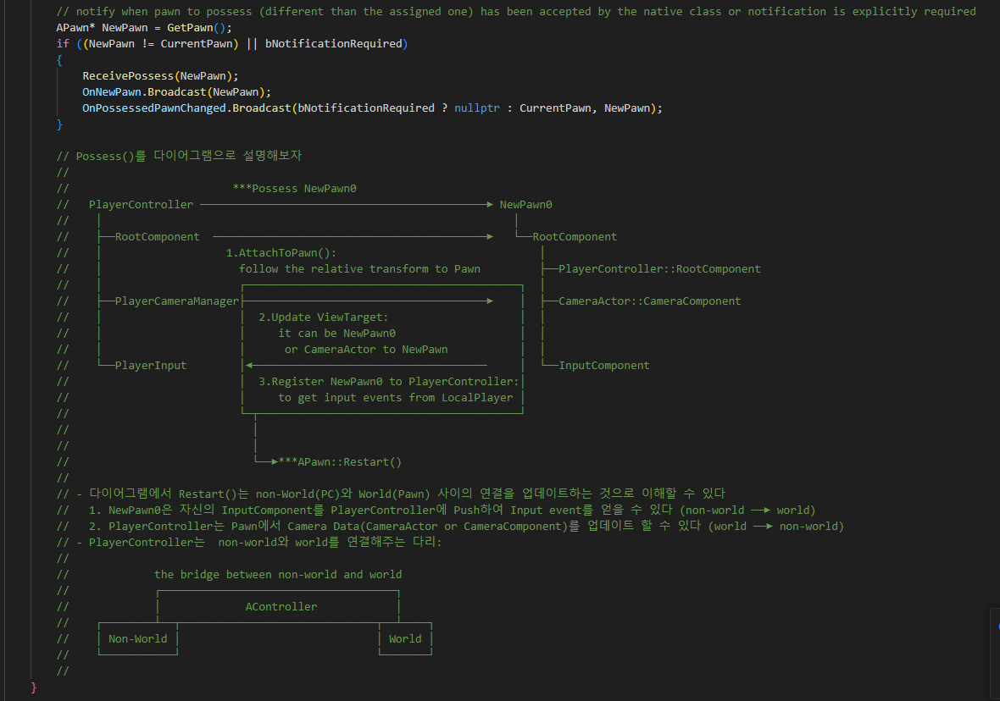 // notify when pawn to possess (different than the assigned one) has been accepted by the native class or notification is explicitly required
APawn* NewPawn = GetPawn();
if ((NewPawn != CurrentPawn) || bNotificationRequired)
{
ReceivePossess(NewPawn);
OnNewPawn.Broadcast(NewPawn);
OnPossessedPawnChanged.Broadcast(bNotificationRequired ? nullptr : CurrentPawn, NewPawn);
}
// Possess()를 다이어그램으로 설명해보자
//
// ***Possess NewPawn0
// PlayerController ────────────────────────────────► NewPawn0
// │ │
// ├──RootComponent ────────────────────────────────► └──RootComponent
// │ 1.AttachToPawn(): │
// │ follow the relative transform to Pawn ├──PlayerController::RootComponent
// │ ┌──────────────────────────────┐ │
// ├──PlayerCameraManager├────────────────────────────► │ ├──CameraActor::CameraComponent
// │ │ 2.Update ViewTarget: │ │
// │ │ it can be NewPawn0 │ │
// │ │ or CameraActor to NewPawn │ │
// └──PlayerInput │◄──────────────────────────── │ └──InputComponent
// │ 3.Register NewPawn0 to PlayerController:│
// │ to get input events from LocalPlayer │
// └─┬────────────────────────────┘
// │
// │
// └──►***APawn::Restart()
//
// - 다이어그램에서 Restart()는 non-World(PC)와 World(Pawn) 사이의 연결을 업데이트하는 것으로 이해할 수 있다
// 1. NewPawn0은 자신의 InputComponent를 PlayerController에 Push하여 Input event를 얻을 수 있다 (non-world ──► world)
// 2. PlayerController는 Pawn에서 Camera Data(CameraActor or CameraComponent)를 업데이트 할 수 있다 (world ──► non-world)
// - PlayerController는 non-world와 world를 연결해주는 다리:
//
// the bridge between non-world and world
// ┌────────────────────────────────────┐
// │ AController │
// ┌────────┴──┬──────────────────────────────┬──┴────┐
// │ Non-World │ │ World │
// └───────────┘ └───────┘
//
}